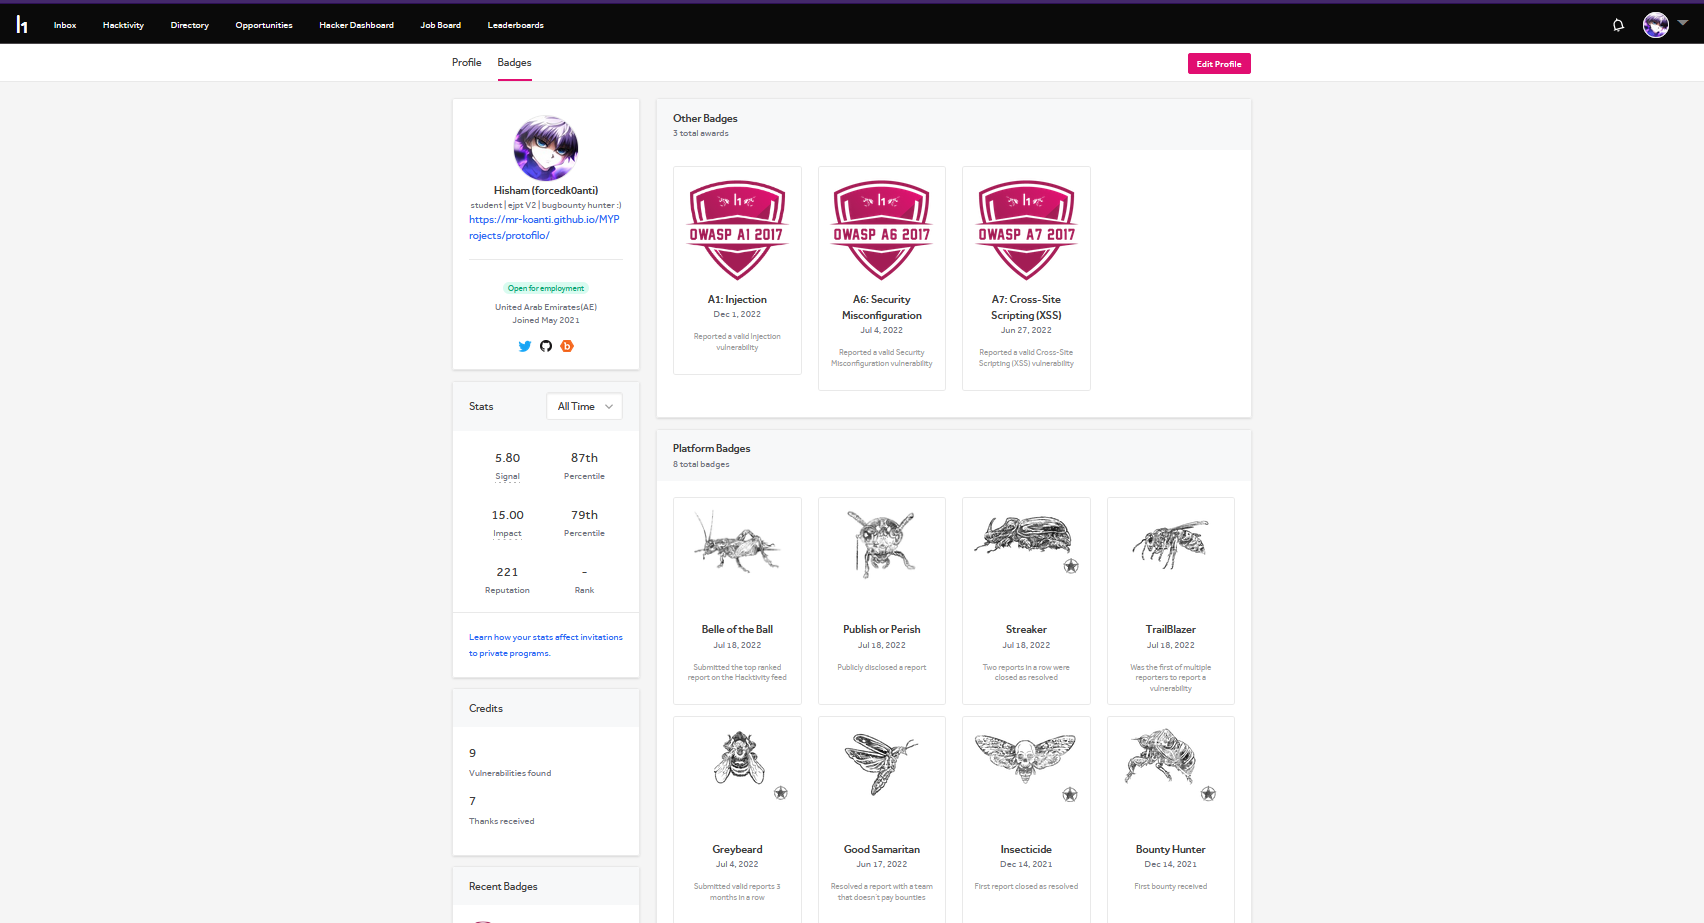 h1 Inbox Hacktivity Directory Opportunities Hacker Dashboard Job Board Leaderboards
Profile Badges Edit Profile
Hisham (forcedk0anti)
student | ejpt V2 | bugbounty hunter :)
https://mr-koanti.github.io/MYP
rojects/protofilo/
Open for employment
United Arab Emirates(AE)
Joined May 2021
Stats All Time
5.80 87th
Signal Percentile
15.00 79th
Impact Percentile
221 -
Reputation Rank
Learn how your stats affect invitations
to private programs.
Credits
9
Vulnerabilities found
7
Thanks received
Recent Badges
Other Badges
3 total awards
h1 h1 h1
OWASP A1 2017 OWASP A6 2017 OWASP A7 2017
A1: Injection
Dec 1, 2022
Reported a valid Injection
vulnerability
A6: Security
Misconfiguration
Jul 4, 2022
Reported a valid Security
Misconfiguration vulnerability
A7: Cross-Site
Scripting (XSS)
Jun 27, 2022
Reported a valid Cross-Site
Scripting (XSS) vulnerability
Platform Badges
8 total badges
Belle of the Ball
Jul 18, 2022
Submitted the top ranked
report on the Hacktivity feed
Publish or Perish
Jul 18, 2022
Publicly disclosed a report
Streaker
Jul 18, 2022
Two reports in a row were
closed as resolved
TrailBlazer
Jul 18, 2022
Was the first of multiple
reporters to report a
vulnerability
Greybeard
Jul 4, 2022
Submitted valid reports 3
months in a row
Good Samaritan
Jun 17, 2022
Resolved a report with a team
that doesn't pay bounties
Insecticide
Dec 14, 2021
First report closed as resolved
Bounty Hunter
Dec 14, 2021
First bounty received